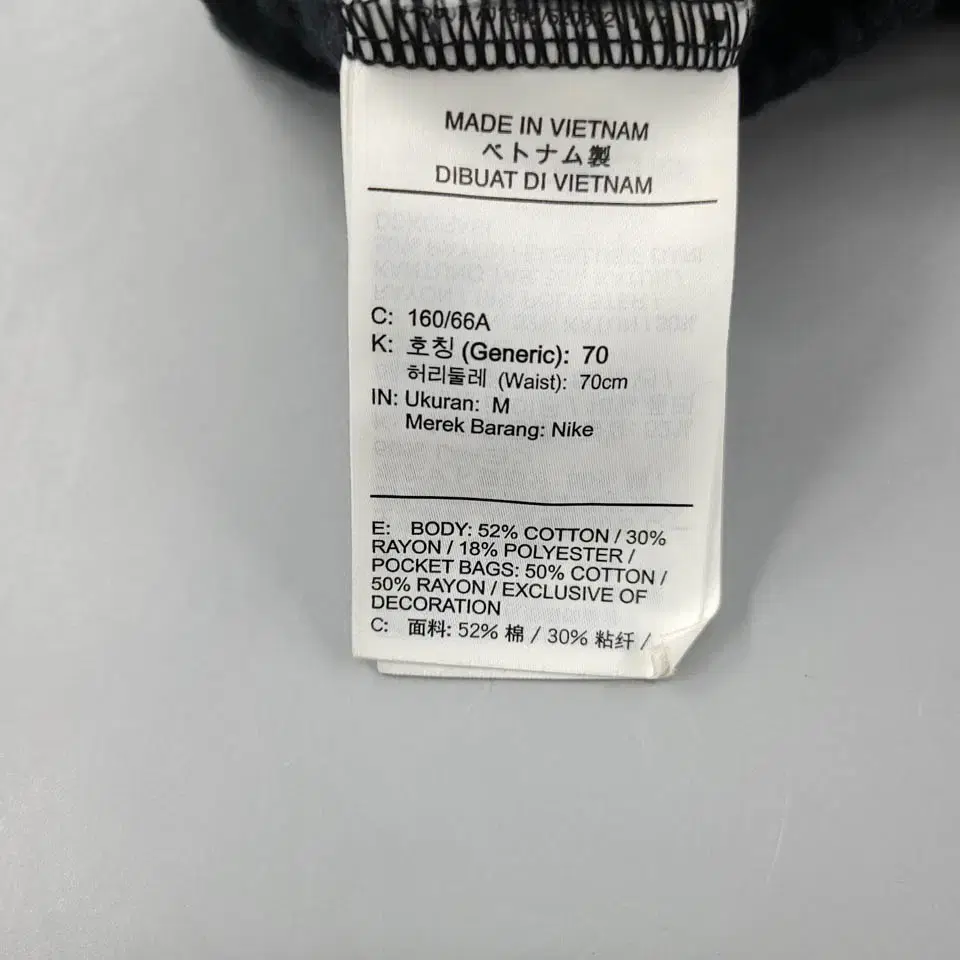 MADE IN VIETNAM
ベトナム製
DIBUAT DI VIETNAM
C: 160/66A
K: 호칭 (Generic): 70
허리둘레 (Waist): 70cm
IN: Ukuran: M
Merek Barang: Nike
E: BODY: 52% COTTON / 30%
RAYON / 18% POLYESTER /
POCKET BAGS: 50% COTTON /
50% RAYON / EXCLUSIVE OF
DECORATION
C: 面料: 52% 棉 / 30% 粘纤 /